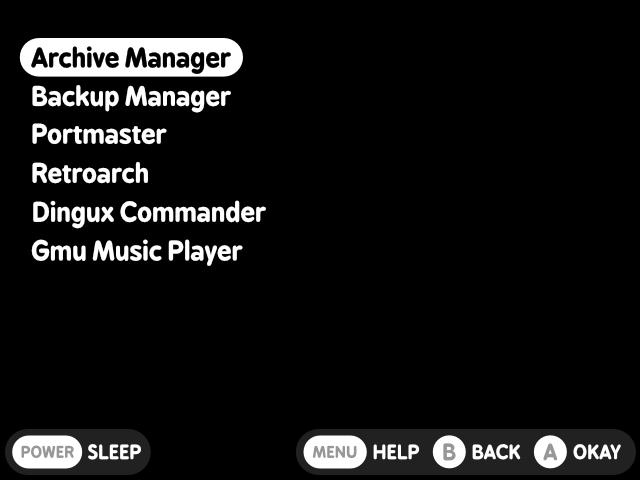 Archive Manager
Backup Manager
Portmaster
Retroarch
Dingux Commander
Gmu Music Player
POWER SLEEP MENU HELP B BACK A OKAY